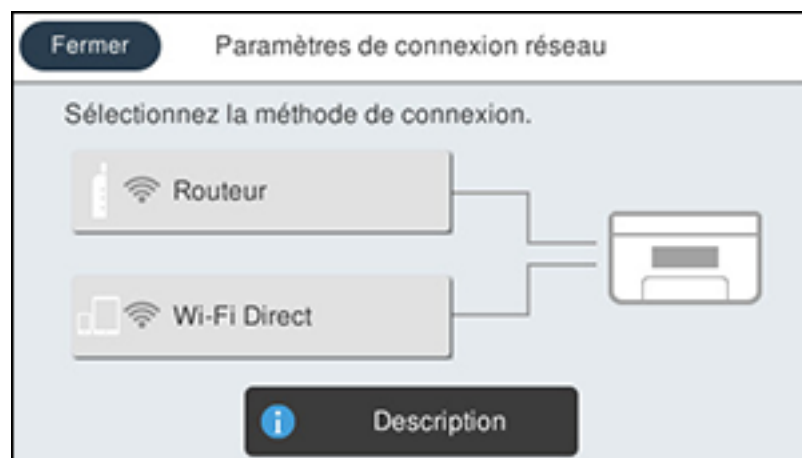 Fermer
Paramètres de connexion réseau
Sélectionnez la méthode de connexion.
Routeur
Wi-Fi Direct
Description